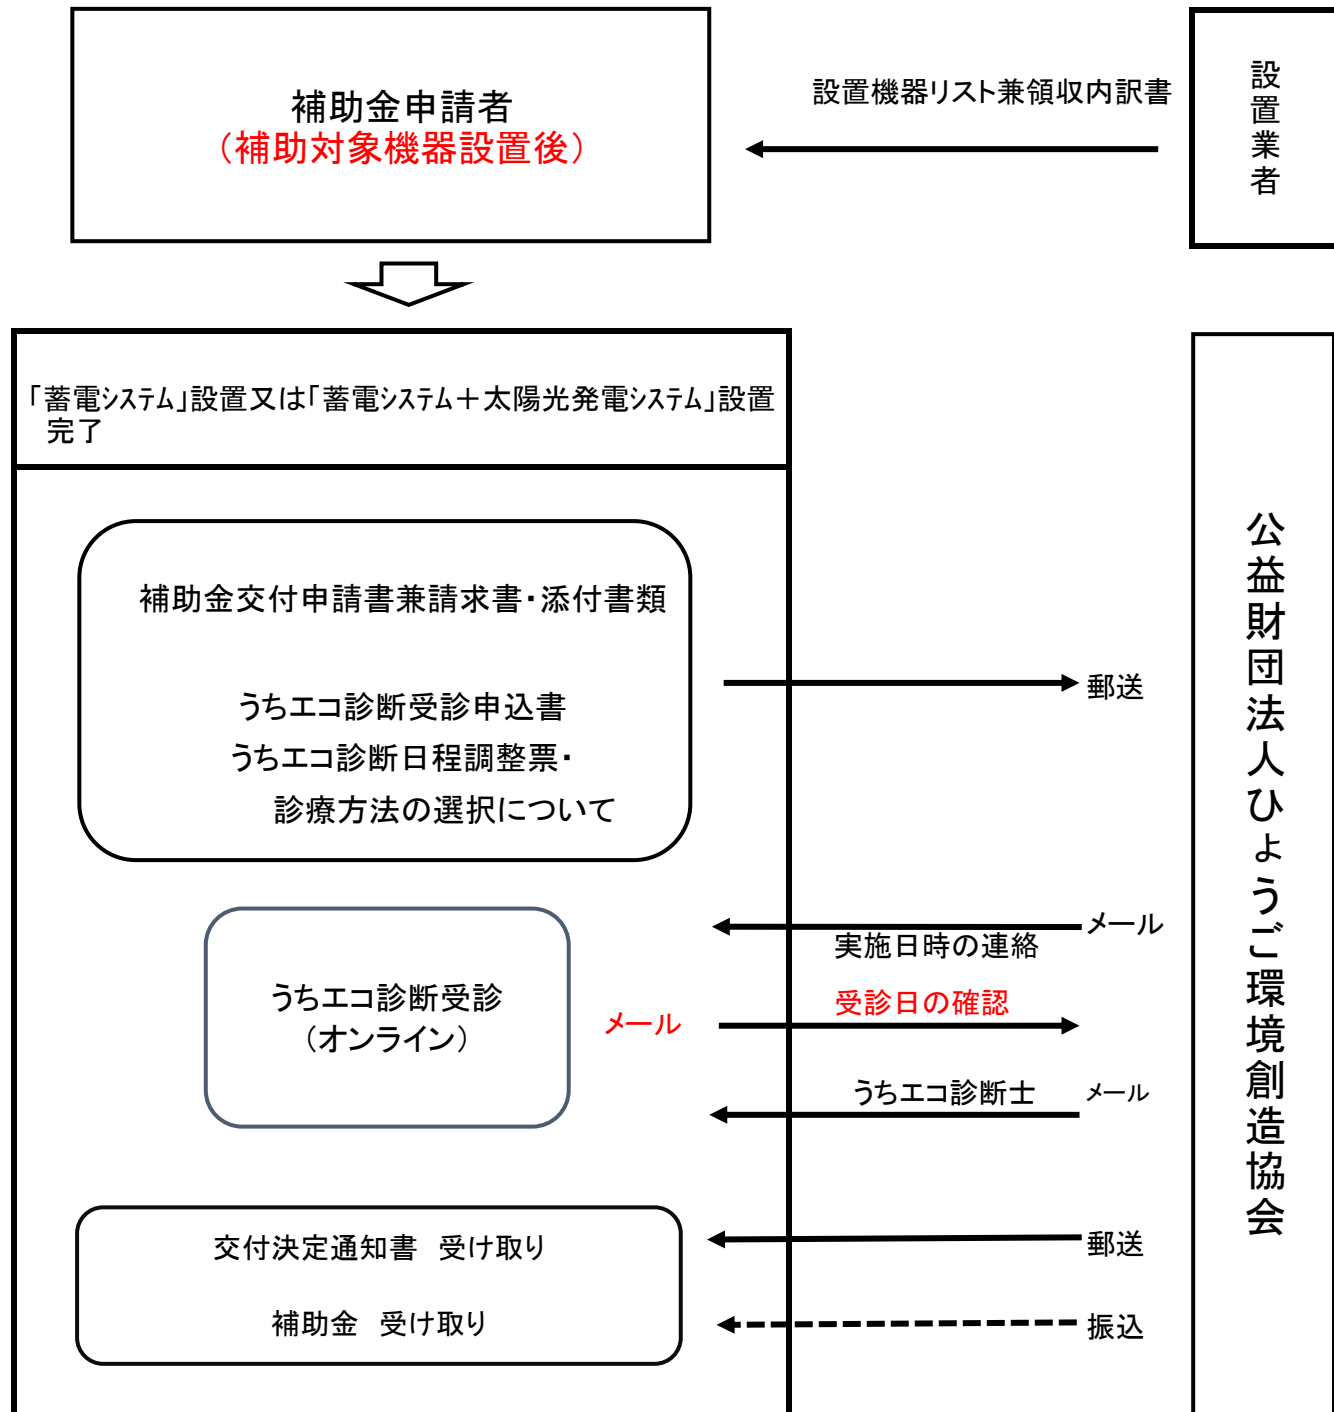 補助金申請者
（補助対象機器設置後）
設置機器リスト兼領収内訳書
設置業者
「蓄電システム」設置又は「蓄電システム＋太陽光発電システム」設置
完了
補助金交付申請書兼請求書・添付書類
うちエコ診断受診申込書
うちエコ診断日程調整票・
診療方法の選択について
郵送
メール
実施日時の連絡
うちエコ診断受診
（オンライン）
メール
受診日の確認
うちエコ診断士
メール
交付決定通知書　受け取り
郵送
補助金　受け取り
振込
公益財団法人ひょうご環境創造協会